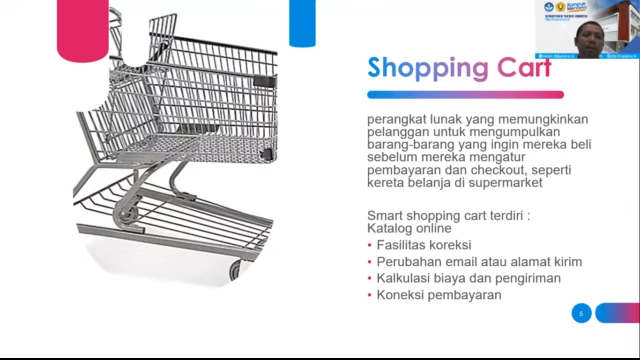 Shopping Cart
perangkat lunak yang memungkinkan
pelanggan untuk mengumpulkan
barang-barang yang ingin mereka beli
sebelum mereka mengatur
pembayaran dan checkout, seperti
kereta belanja di supermarket
Smart shopping cart terdiri :
Katalog online
• Fasilitas koreksi
• Perubahan email atau alamat kirim
• Kalkulasi biaya dan pengiriman
• Koneksi pembayaran
5